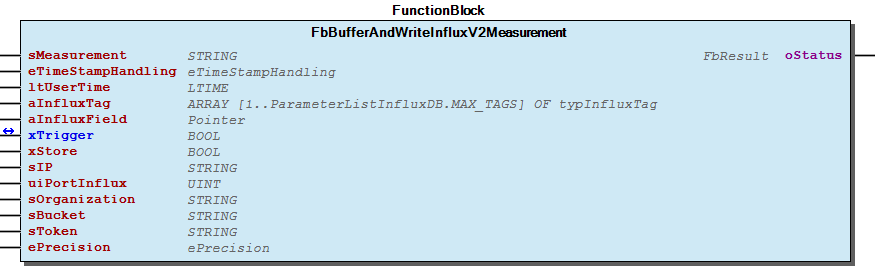 FunctionBlock
FbBufferAndWriteInfluxV2Measurement
sMeasurement STRING FbResult oStatus
eTimeStampHandling eTimeStampHandling
ltUserTime LTIME
aInfluxTag ARRAY [1..ParameterListInfluxDB.MAX_TAGS] OF typInfluxTag
aInfluxField Pointer
xTrigger BOOL
xStore BOOL
sIP STRING
uiPortInflux UINT
sOrganization STRING
sBucket STRING
sToken STRING
ePrecision ePrecision